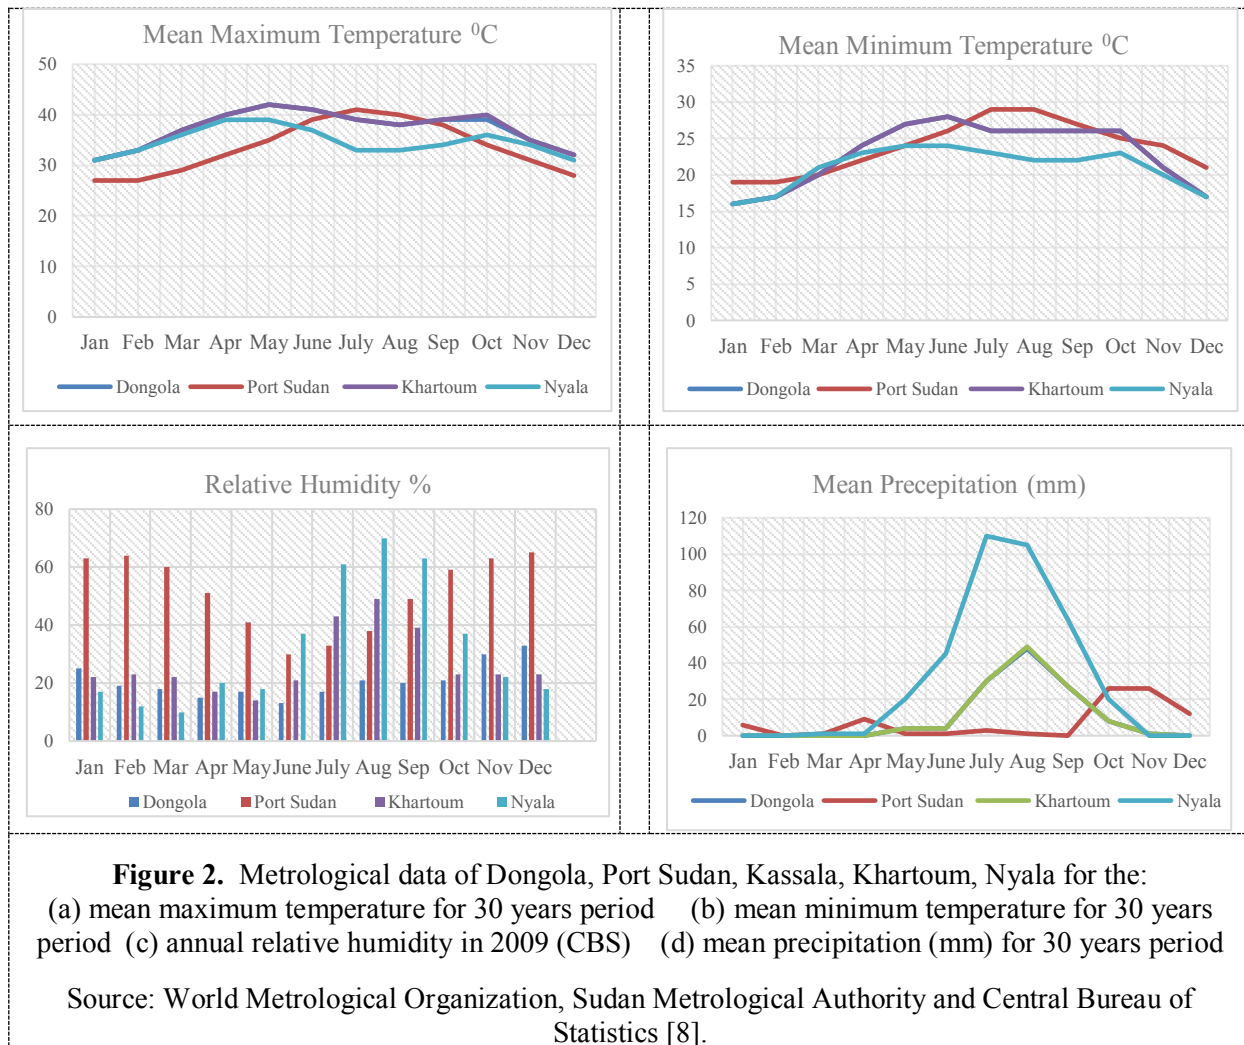 Mean Maximum Temperature ⁰C
50
40
30
20
10
0
Jan Feb Mar Apr May June July Aug Sep Oct Nov Dec
Dongola Port Sudan Khartoum Nyala
Mean Minimum Temperature ⁰C
35
30
25
20
15
10
5
0
Jan Feb Mar Apr May June July Aug Sep Oct Nov Dec
Dongola Port Sudan Khartoum Nyala
Relative Humidity %
80
60
40
20
0
Jan Feb Mar Apr May June July Aug Sep Oct Nov Dec
Dongola Port Sudan Khartoum Nyala
Mean Precepitation (mm)
120
100
80
60
40
20
0
Jan Feb Mar Apr May June July Aug Sep Oct Nov Dec
Dongola Port Sudan Khartoum Nyala
Figure 2. Metrological data of Dongola, Port Sudan, Kassala, Khartoum, Nyala for the:
(a) mean maximum temperature for 30 years period (b) mean minimum temperature for 30 years
period (c) annual relative humidity in 2009 (CBS) (d) mean precipitation (mm) for 30 years period
Source: World Metrological Organization, Sudan Metrological Authority and Central Bureau of
Statistics [8].